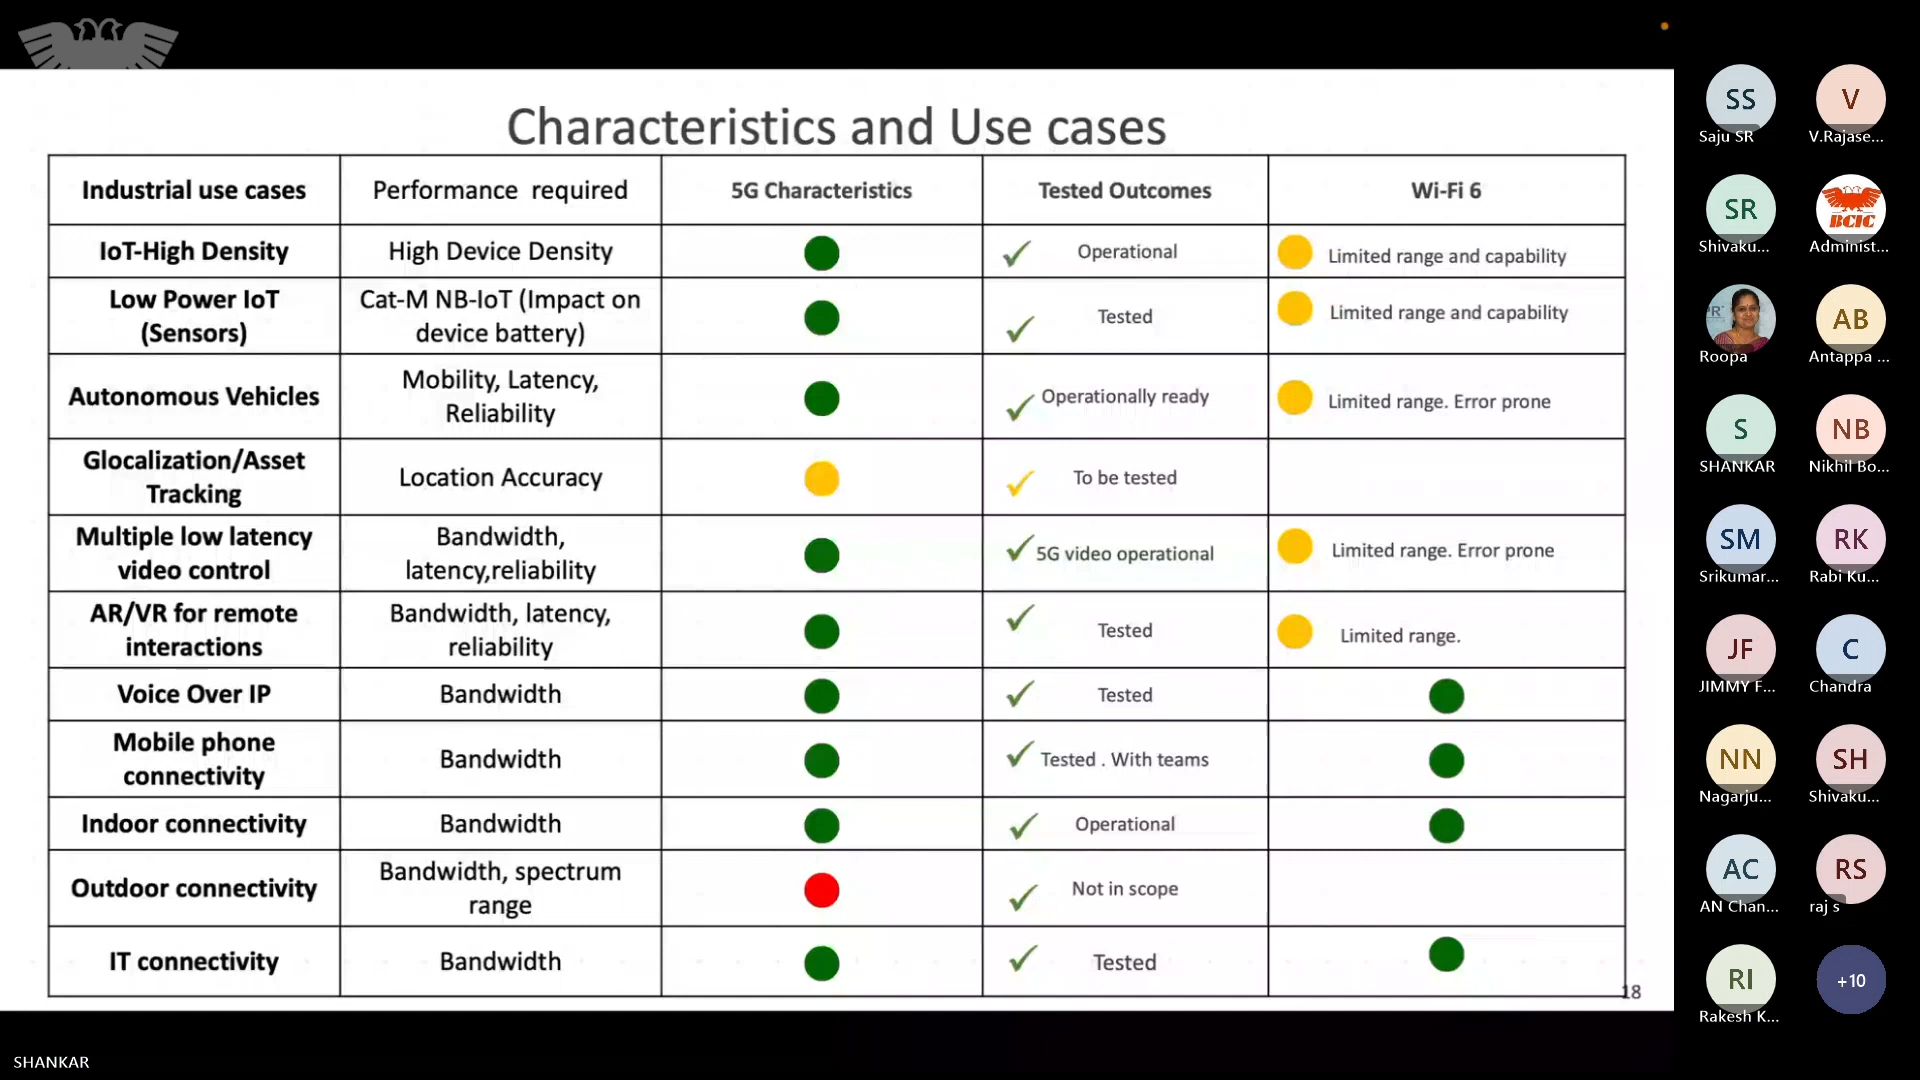 Characteristics and Use cases
Industrial use cases
Performance required
5G Characteristics
Tested Outcomes
Wi-Fi 6
IoT-High Density
High Device Density
Operational
Limited range and capability
Low Power IoT
(Sensors)
Cat-M NB-IoT (Impact on
device battery)
Tested
Limited range and capability
Autonomous Vehicles
Mobility, Latency,
Reliability
Operationally ready
Limited range. Error prone
Glocalization/Asset
Tracking
Location Accuracy
To be tested
Multiple low latency
video control
Bandwidth,
latency,reliability
5G video operational
Limited range. Error prone
AR/VR for remote
interactions
Bandwidth, latency,
reliability
Tested
Limited range.
Voice Over IP
Bandwidth
Tested
Mobile phone
connectivity
Bandwidth
Tested . With teams
Indoor connectivity
Bandwidth
Operational
Outdoor connectivity
Bandwidth, spectrum
range
Not in scope
IT connectivity
Bandwidth
Tested
18
SS
Saju SR
V
V.Rajase...
SR
Shivaku...
BCIC
Administ...
PR
Roopa
AB
Antappa ...
S
SHANKAR
NB
Nikhil Bo...
SM
Srikumar...
RK
Rabi Ku...
JF
JIMMY F...
C
Chandra
NN
Nagarju...
SH
Shivaku...
AC
AN Chan...
RS
raj s
RI
Rakesh K...
+10
SHANKAR